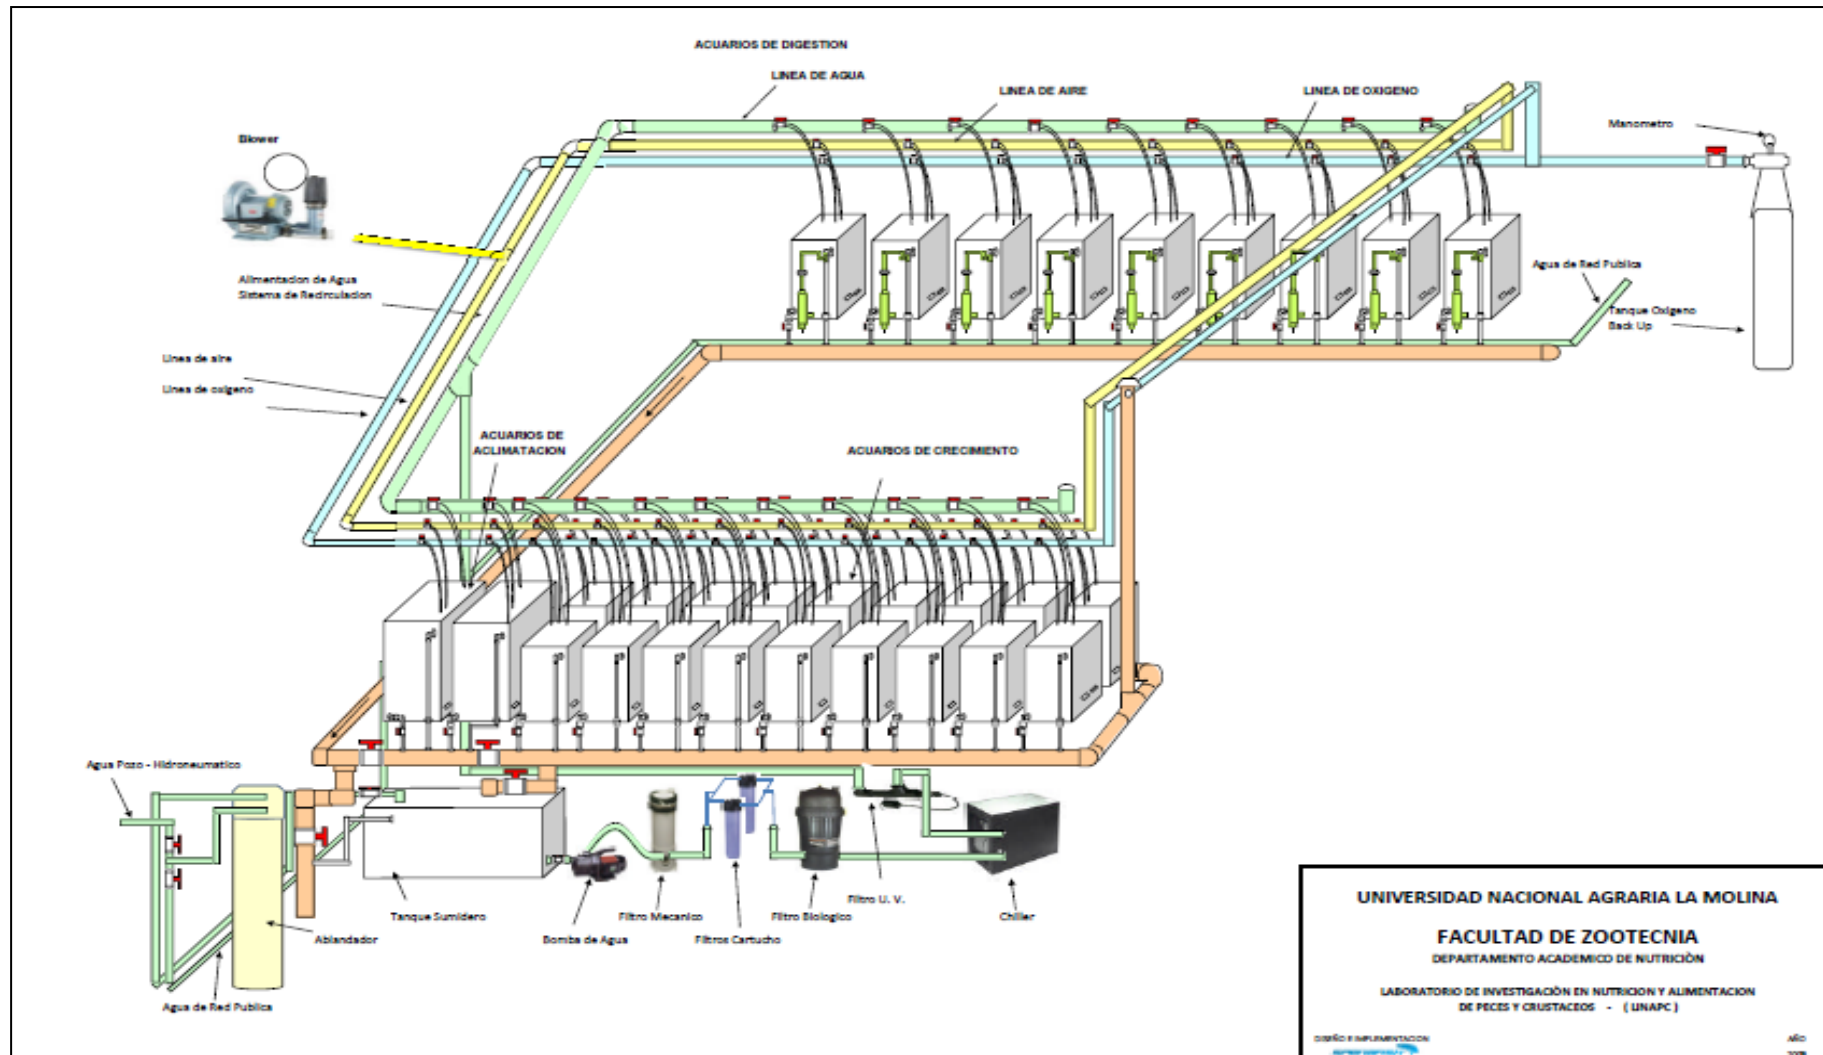 ACUARIOS DE DIGESTION
LINEA DE AGUA
LINEA DE AIRE
LINEA DE OXIGENO
Manometro
Blower
Agua de Red Publica
Alimentacion de Agua
Sistema de Recirculacion
Tanque Oxigeno
Back Up
Linea de aire
Linea de oxigeno
ACUARIOS DE
ACLIMATACION
ACUARIOS DE CRECIMIENTO
Agua Pozo - Hidroneumatico
Filtro U. V.
Tanque Sumidero
Filtro Mecanico
Filtro Biologico
Chiller
Ablandador
Bomba de Agua
Filtros Cartucho
Agua de Red Publica
UNIVERSIDAD NACIONAL AGRARIA LA MOLINA
FACULTAD DE ZOOTECNIA
DEPARTAMENTO ACADEMICO DE NUTRICIÒN
LABORATORIO DE INVESTIGACIÒN EN NUTRICION Y ALIMENTACION
DE PECES Y CRUSTACEOS - ( LINAPC )
DISEÑO E IMPLEMENTACION
AÑO